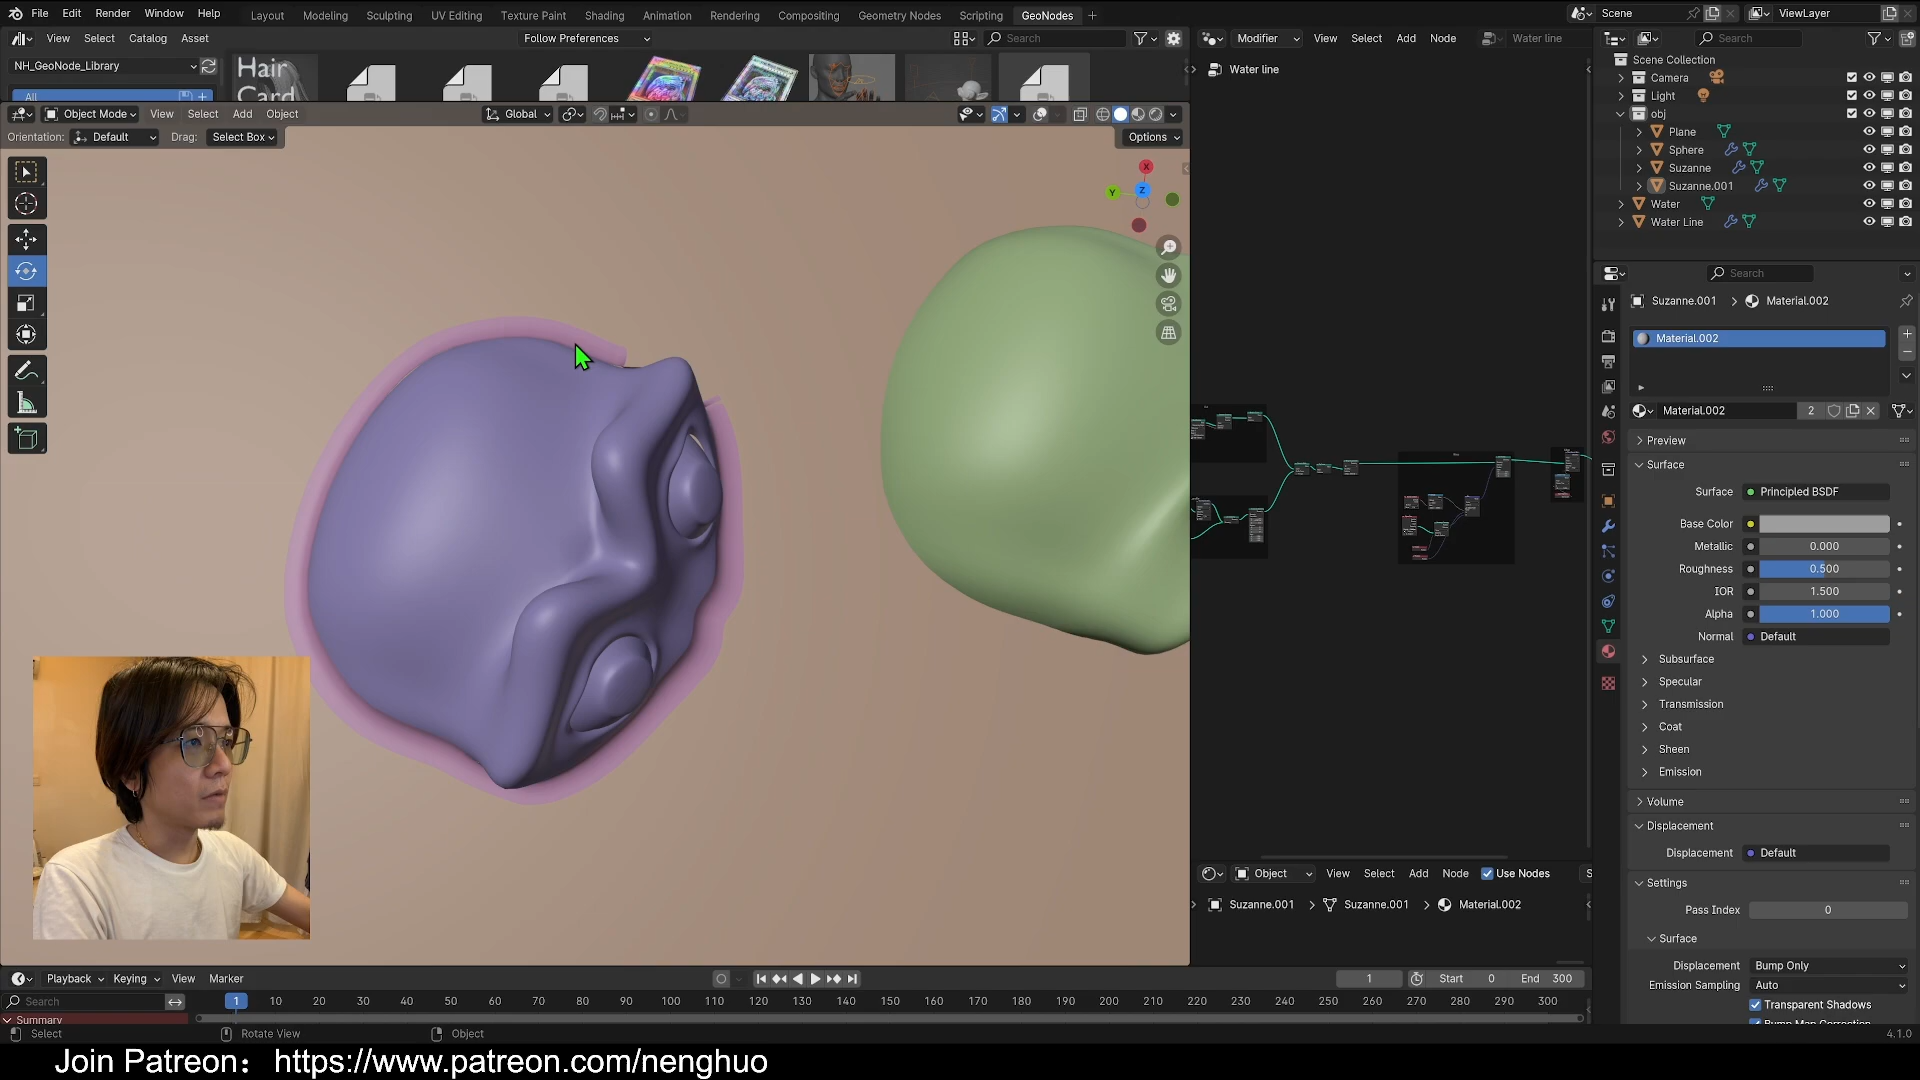 File Edit Render Window Help Layout Modeling Sculpting UV Editing Texture Paint Shading Animation Rendering Compositing Geometry Nodes Scripting GeoNodes + Scene ViewLayer
View Select Catalog Asset Follow Preferences Search Modifier View Select Add Node Water line Search
NH_GeoNode_Library
All
Hair
Card
Water line
Scene Collection
Camera
Light
obj
Plane
Sphere
Suzanne
Suzanne.001
Water
Water Line
Object Mode View Select Add Object Global
Orientation: Default Drag: Select Box Options
X
Y
Z
Search
Suzanne.001 > Material.002
Material.002
Material.002 2
Preview
Surface
Surface Principled BSDF
Base Color
Metallic 0.000
Roughness 0.500
IOR 1.500
Alpha 1.000
Normal Default
Subsurface
Specular
Transmission
Coat
Sheen
Emission
Volume
Displacement
Displacement Default
Settings
Pass Index 0
Surface
Displacement Bump Only
Emission Sampling Auto
Transparent Shadows
Bump Map Correction
Object View Select Add Node Use Nodes S
Suzanne.001 > Suzanne.001 > Material.002
Playback Keying View Marker 1 Start 0 End 300
Search 1 10 20 30 40 50 60 70 80 90 100 110 120 130 140 150 160 170 180 190 200 210 220 230 240 250 260 270 280 290 300
Summary
Select Rotate View Object 4.1.0
Join Patreon： https://www.patreon.com/nenghuo